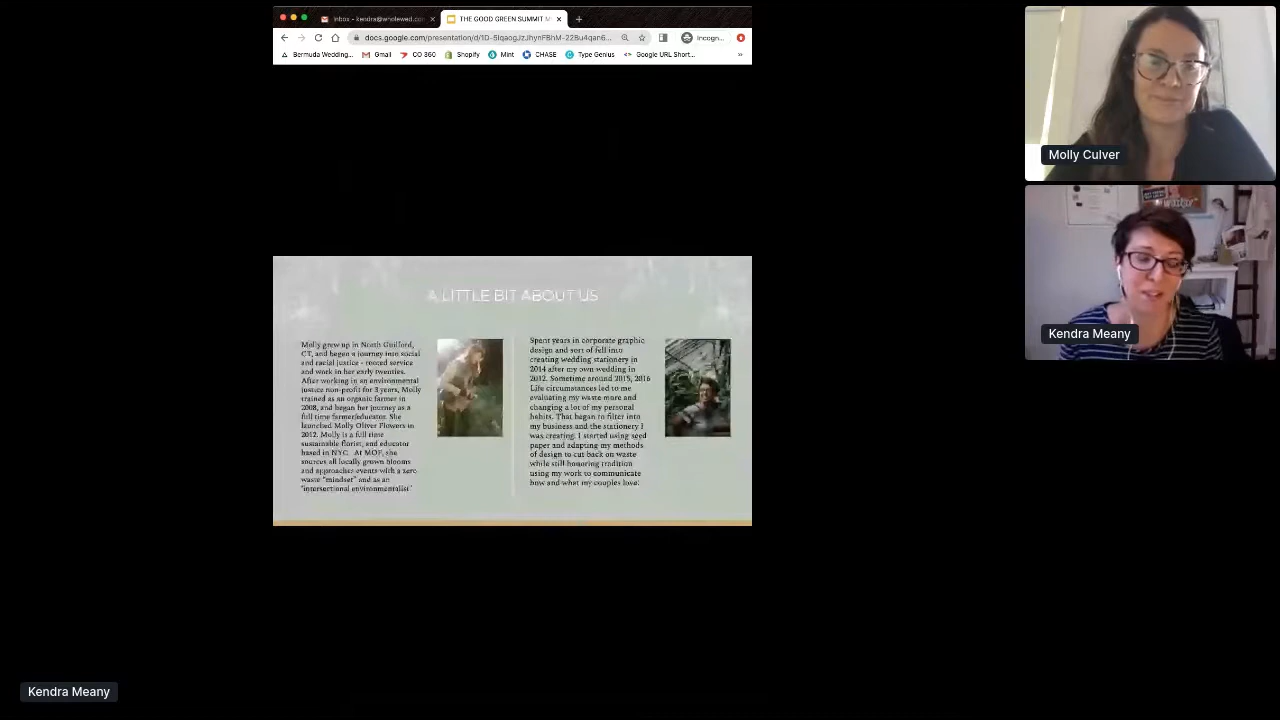 Inbox - kendra@wholewed.con
THE GOOD GREEN SUMMIT M
docs.google.com/presentation/d/1D-
Incogn...
Bermuda Wedding...
Gmail
CO 360
Shopify
Mint
CHASE
Type Genius
Google URL Short...
»
Molly Culver
Kendra Meany
A LITTLE BIT ABOUT US
Molly grew up in North Guilford,
CT, and began a journey into social
and racial justice - rooted service
and work in her early twenties.
After working in an environmental
justice non-profit for 3 years, Molly
trained as an organic farmer in
2008, and began her journey as a
full time farmer/educator. She
launched Molly Oliver Flowers in
2012. Molly is a full time
sustainable florist, and educator
based in NYC. At MOF, she
sources all locally grown blooms
and approaches events with a zero
waste "mindset" and as an
"intersectional environmentalist"
Spent years in corporate graphic
design and sort of fell into
creating wedding stationery in
2014 after my own wedding in
2012. Sometime around 2015, 2016
Life circumstances led to me
evaluating my waste more and
changing a lot of my personal
habits. That began to filter into
my business and the stationery I
was creating. I started using seed
paper and adapting my methods
of design to cut back on waste
while still honoring tradition
using my work to communicate
how and what my couples love.
Kendra Meany